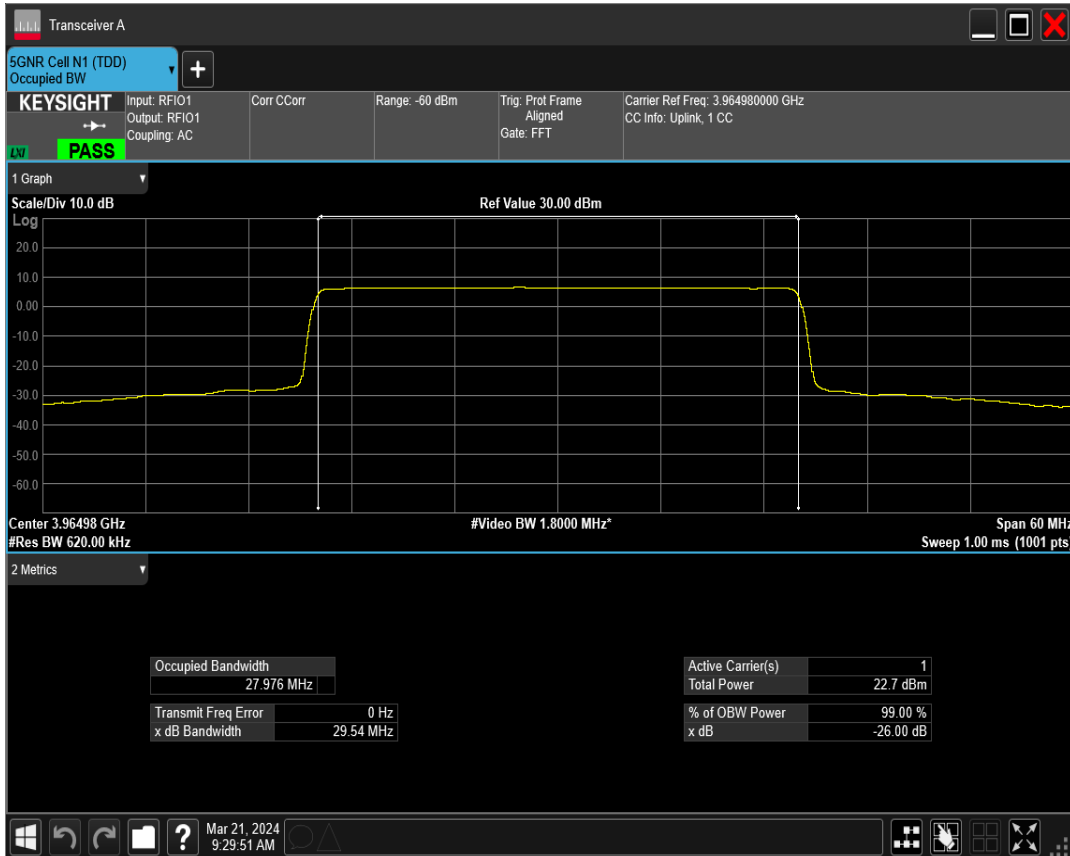 Transceiver A
5GNR Cell N1 (TDD)
Occupied BW
+
KEYSIGHT
LXI
PASS
Input: RFIO1
Output: RFIO1
Coupling: AC
Corr CCorr
Range: -60 dBm
Trig: Prot Frame
Aligned
Gate: FFT
Carrier Ref Freq: 3.964980000 GHz
CC Info: Uplink, 1 CC
1 Graph
Scale/Div 10.0 dB
Ref Value 30.00 dBm
Log
20.0
10.0
0.00
-10.0
-20.0
-30.0
-40.0
-50.0
-60.0
Center 3.96498 GHz
#Video BW 1.8000 MHz*
Span 60 MHz
#Res BW 620.00 kHz
Sweep 1.00 ms (1001 pts)
2 Metrics
Occupied Bandwidth
27.976 MHz
Transmit Freq Error 0 Hz
x dB Bandwidth 29.54 MHz
Active Carrier(s) 1
Total Power 22.7 dBm
% of OBW Power 99.00 %
x dB -26.00 dB
?
Mar 21, 2024
9:29:51 AM